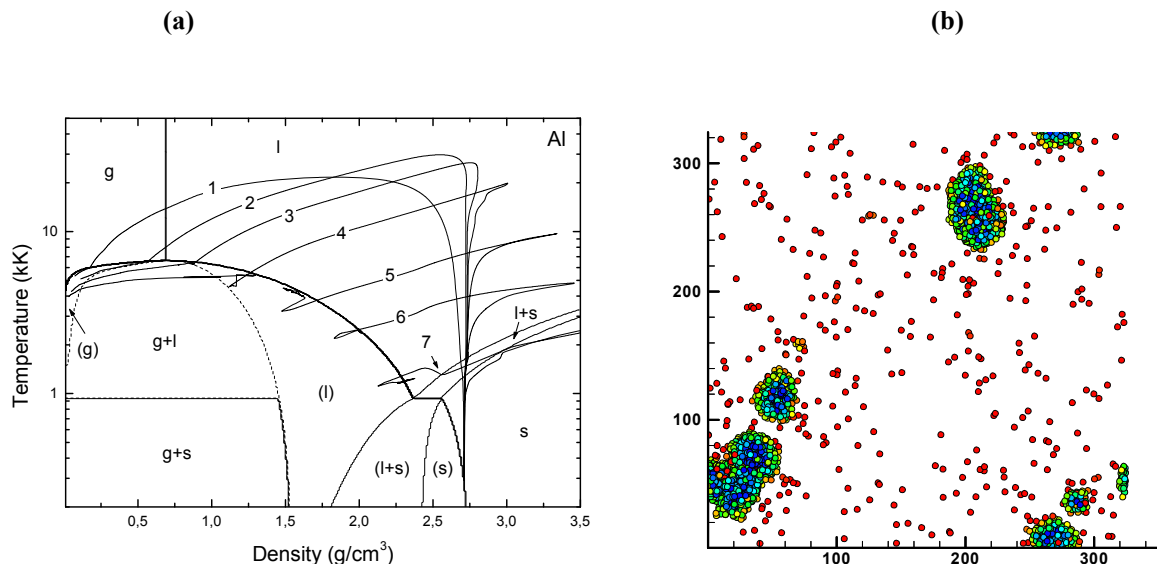 (a)
(b)
Al
g
l
1
2
3
4
5
6
7
l+s
(g)
g+l
(l)
g+s
(l+s)
(s)
s
10
1
Temperature (kK)
0,5 1,0 1,5 2,0 2,5 3,0 3,5
Density (g/cm³)
300
200
100
0
100 200 300